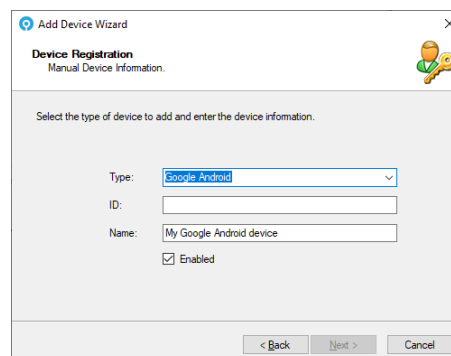 Add Device Wizard
Device Registration
Manual Device Information.
Select the type of device to add and enter the device information.
Type: Google Android
ID:
Name: My Google Android device
Enabled
< Back Next > Cancel